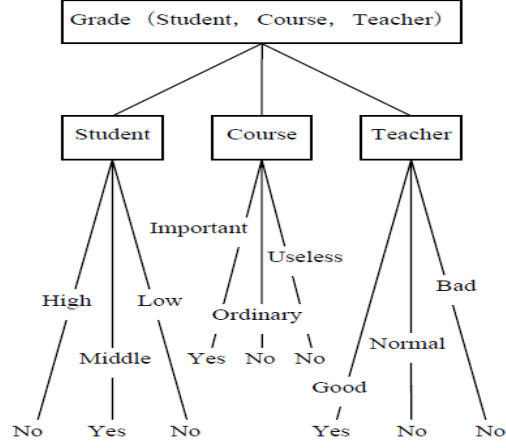 Grade (Student, Course, Teacher)
Student Course Teacher
Important
Useless
Bad
High Low
Ordinary
Normal
Middle Yes No No
Good
No Yes No Yes No No